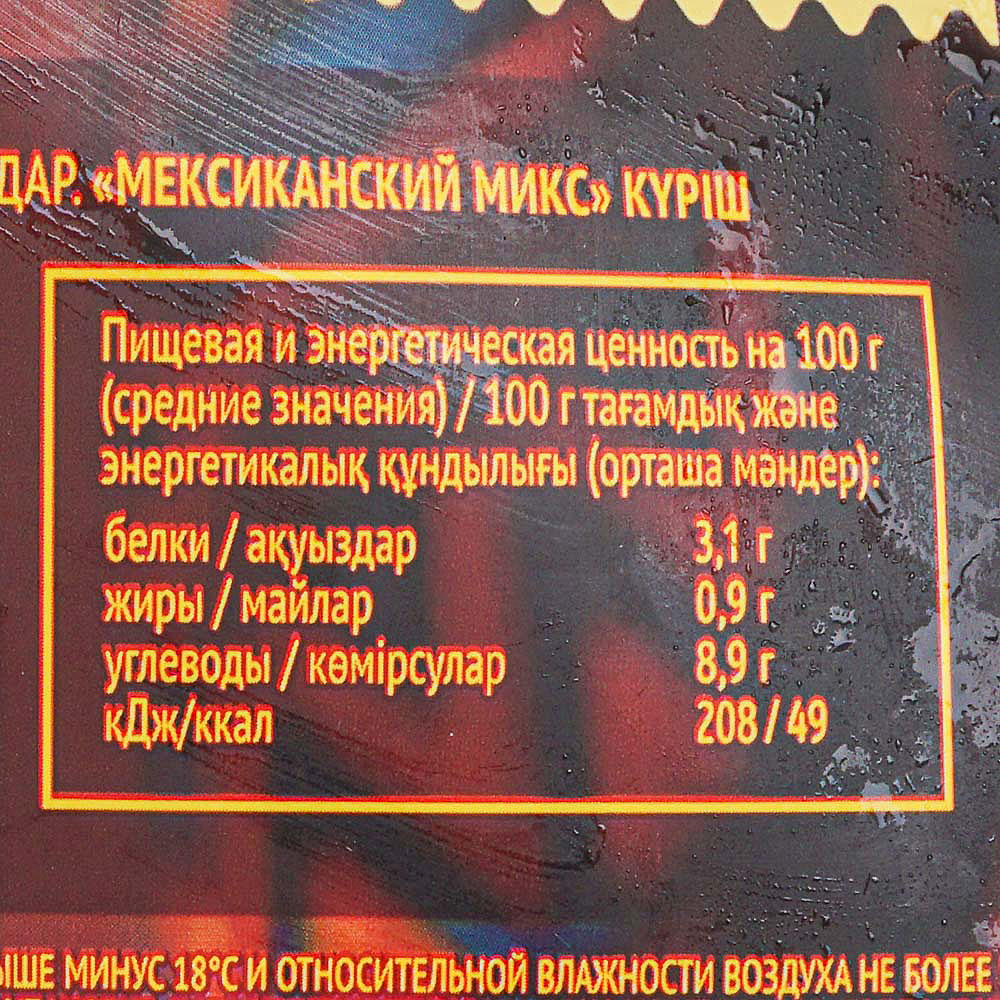 ДАР. «МЕКСИКАНСКИЙ МИКС» КҮРІШ
Пищевая и энергетическая ценность на 100 г
(средние значения) / 100 г тағамдық және
энергетикалық құндылығы (орташа мәндер):
белки / ақуыздар 3,1 г
жиры / майлар 0,9 г
углеводы / көмірсулар 8,9 г
кДж/ккал 208 / 49
ЫШЕ МИНУС 18°С И ОТНОСИТЕЛЬНОЙ ВЛАЖНОСТИ ВОЗДУХА НЕ БОЛЕЕ